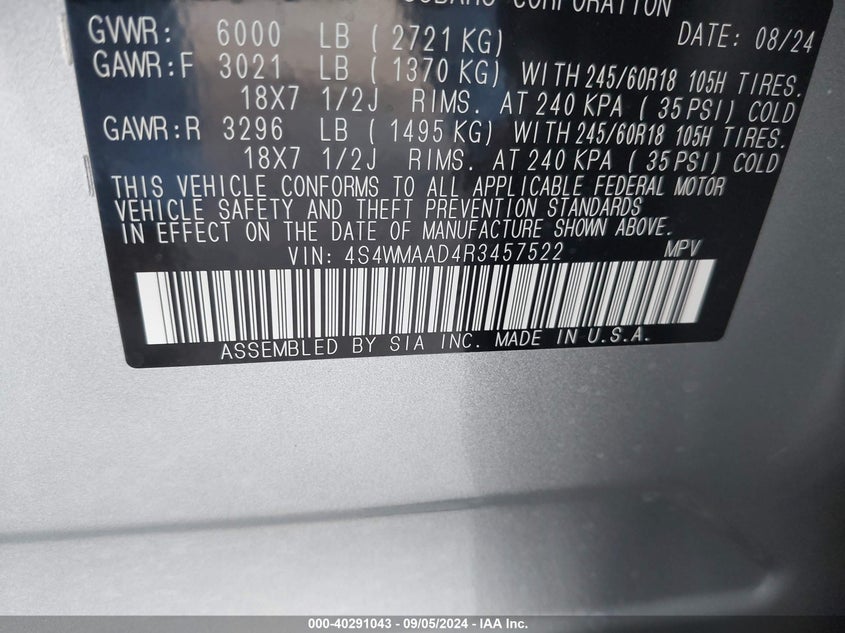 CORPORATION
GVWR: 6000 LB ( 2721 KG) DATE: 08/24
GAWR:F 3021 LB ( 1370 KG) WITH 245/60R18 105H TIRES.
18X7 1/2J RIMS. AT 240 KPA ( 35 PSI) COLD
GAWR:R 3296 LB ( 1495 KG) WITH 245/60R18 105H TIRES.
18X7 1/2J RIMS. AT 240 KPA ( 35 PSI) COLD
THIS VEHICLE CONFORMS TO ALL APPLICABLE FEDERAL MOTOR
VEHICLE SAFETY AND THEFT PREVENTION STANDARDS
IN EFFECT ON THE DATE OF MANUFACTURE SHOWN ABOVE.
VIN: 4S4WMAAD4R3457522 MPV
ASSEMBLED BY SIA INC. MADE IN U.S.A.
000-40291043 - 09/05/2024 - IAA Inc.